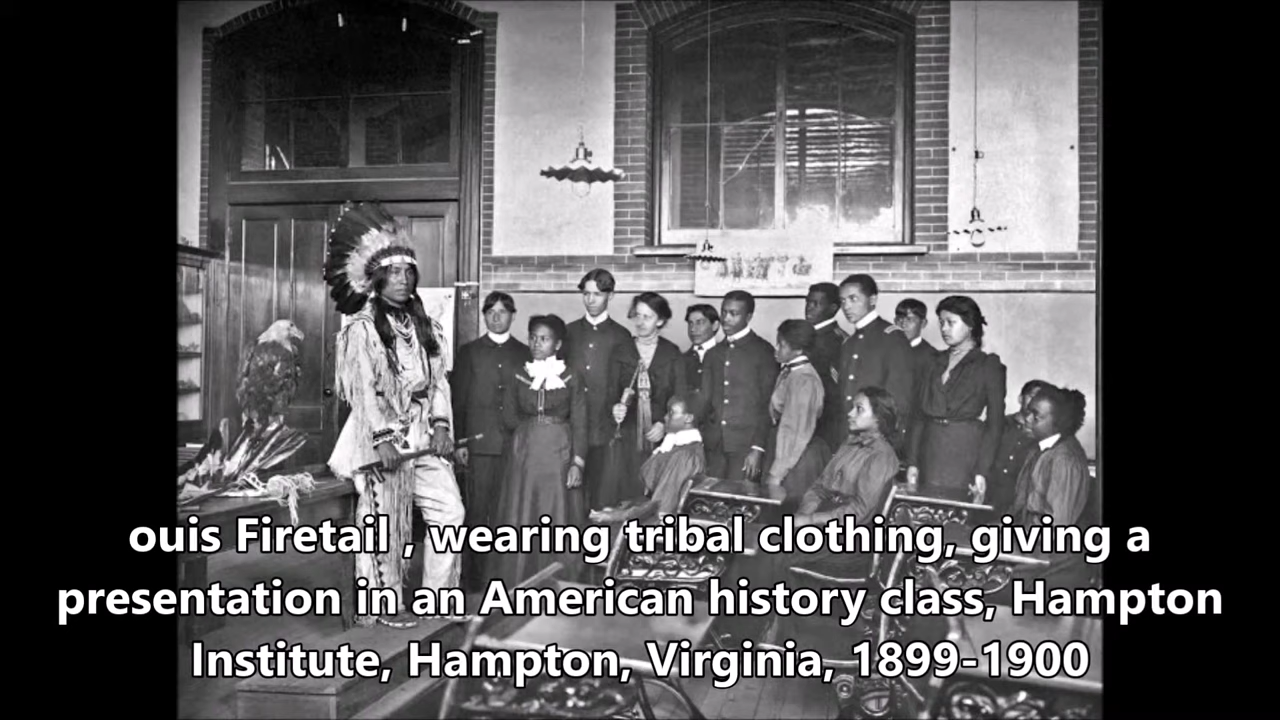 ouis Firetail , wearing tribal clothing, giving a
presentation in an American history class, Hampton
Institute, Hampton, Virginia, 1899-1900